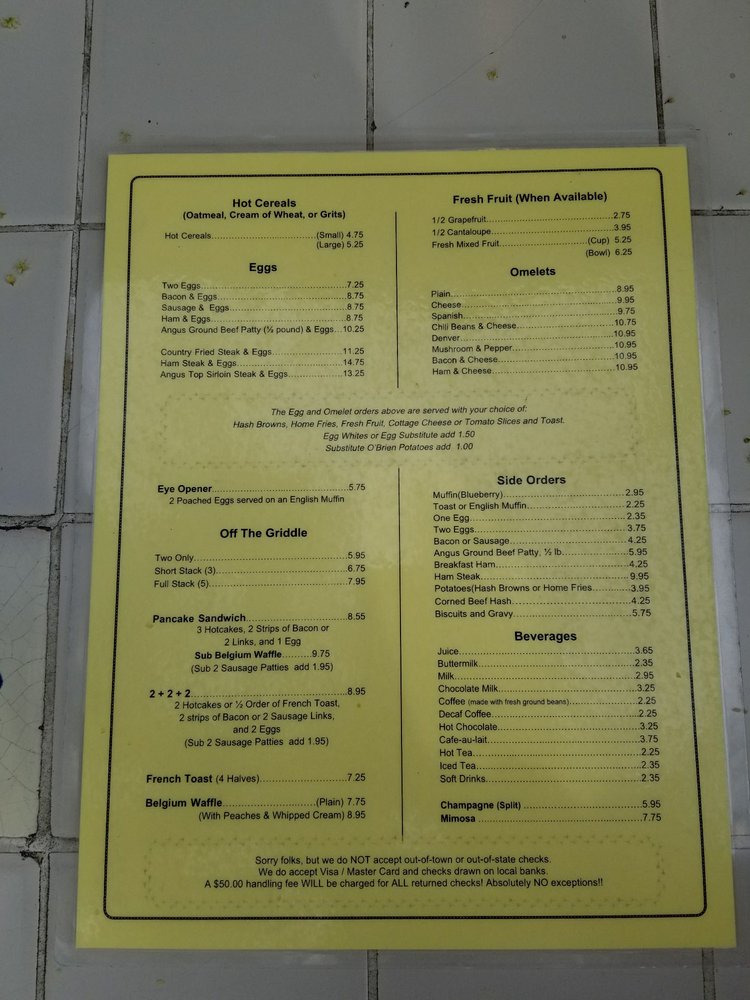 Hot Cereals
(Oatmeal, Cream of Wheat, or Grits)
Hot Cereals.....................................(Small) 4.75
(Large) 5.25
Eggs
Two Eggs....................................................7.25
Bacon & Eggs..............................................8.75
Sausage & Eggs..........................................8.75
Ham & Eggs................................................8.75
Angus Ground Beef Patty (½ pound) & Eggs...10.25
Country Fried Steak & Eggs.........................11.25
Ham Steak & Eggs......................................14.75
Angus Top Sirloin Steak & Eggs...................13.25
Fresh Fruit (When Available)
1/2 Grapefruit..............................................2.75
1/2 Cantaloupe............................................3.95
Fresh Mixed Fruit..............................(Cup) 5.25
(Bowl) 6.25
Omelets
Plain..........................................................8.95
Cheese.......................................................9.95
Spanish......................................................9.75
Chili Beans & Cheese.................................10.75
Denver......................................................10.95
Mushroom & Pepper...................................10.95
Bacon & Cheese........................................10.95
Ham & Cheese..........................................10.95
The Egg and Omelet orders above are served with your choice of:
Hash Browns, Home Fries, Fresh Fruit, Cottage Cheese or Tomato Slices and Toast.
Egg Whites or Egg Substitute add 1.50
Substitute O'Brien Potatoes add 1.00
Eye Opener................................................5.75
2 Poached Eggs served on an English Muffin
Off The Griddle
Two Only.....................................................5.95
Short Stack (3).............................................6.75
Full Stack (5)...............................................7.95
Pancake Sandwich....................................8.55
3 Hotcakes, 2 Strips of Bacon or
2 Links, and 1 Egg
Sub Belgium Waffle..........9.75
(Sub 2 Sausage Patties add 1.95)
2 + 2 + 2.....................................................8.95
2 Hotcakes or ½ Order of French Toast,
2 strips of Bacon or 2 Sausage Links,
and 2 Eggs
(Sub 2 Sausage Patties add 1.95)
French Toast (4 Halves).............................7.25
Belgium Waffle................................(Plain) 7.75
(With Peaches & Whipped Cream) 8.95
Side Orders
Muffin(Blueberry)..........................................2.95
Toast or English Muffin..................................2.25
One Egg......................................................2.35
Two Eggs.....................................................3.75
Bacon or Sausage........................................4.25
Angus Ground Beef Patty, ½ lb......................5.95
Breakfast Ham.............................................4.25
Ham Steak...................................................9.95
Potatoes(Hash Browns or Home Fries............3.95
Corned Beef Hash........................................4.25
Biscuits and Gravy.......................................5.75
Beverages
Juice...........................................................3.65
Buttermilk....................................................2.35
Milk.............................................................2.95
Chocolate Milk.............................................3.25
Coffee (made with fresh ground beans)....................2.25
Decaf Coffee................................................2.25
Hot Chocolate..............................................3.25
Cafe-au-lait..................................................3.75
Hot Tea.......................................................2.25
Iced Tea......................................................2.35
Soft Drinks..................................................2.35
Champagne (Split) ....................................5.95
Mimosa .....................................................7.75
Sorry folks, but we do NOT accept out-of-town or out-of-state checks.
We do accept Visa / Master Card and checks drawn on local banks.
A $50.00 handling fee WILL be charged for ALL returned checks! Absolutely NO exceptions!!